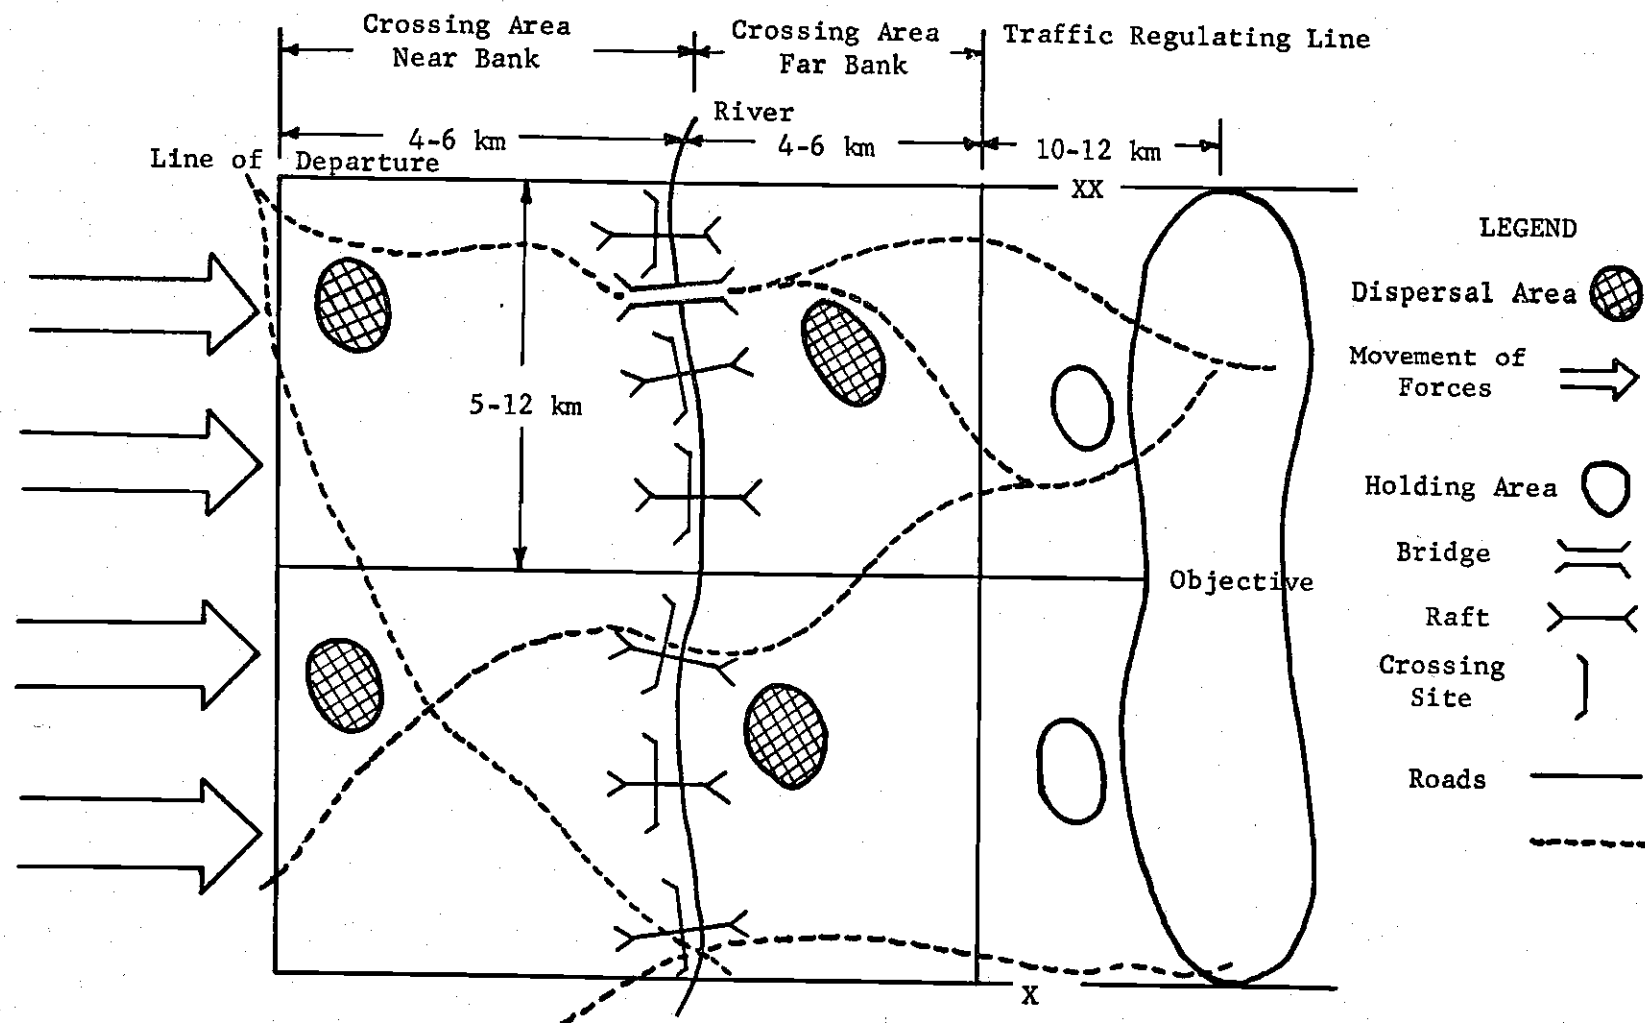 Crossing Area
Near Bank
Crossing Area
Far Bank
Traffic Regulating Line
River
4-6 km
4-6 km
10-12 km
Line of Departure
XX
5-12 km
Objective
X
LEGEND
Dispersal Area
Movement of
Forces
Holding Area
Bridge
Raft
Crossing
Site
Roads